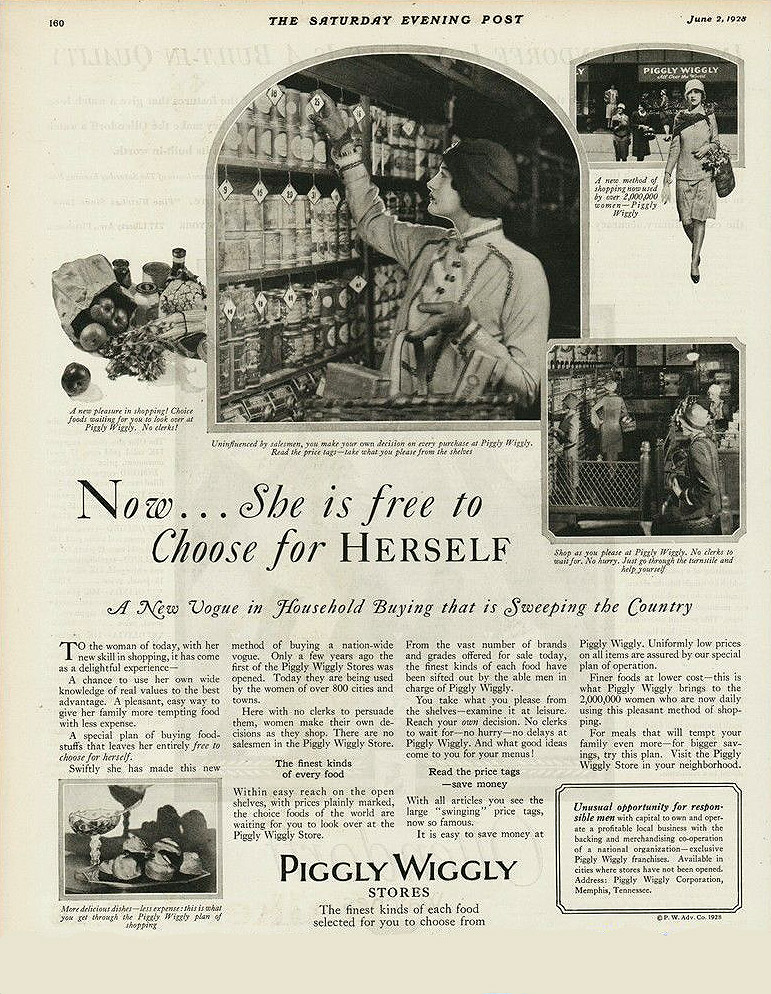 160
THE SATURDAY EVENING POST
June 2, 1928
PIGGLY WIGGLY
All Over the World
A new method of
shopping now used
by over 2,000,000
women—Piggly
Wiggly
A new pleasure in shopping! Choice
foods waiting for you to look over at
Piggly Wiggly. No clerks!
Uninfluenced by salesmen, you make your own decision on every purchase at Piggly Wiggly.
Read the price tags—take what you please from the shelves
Shop as you please at Piggly Wiggly. No clerks to
wait for. No hurry. Just go through the turnstile and
help yourself
Now... She is free to
Choose for HERSELF
A New Vogue in Household Buying that is Sweeping the Country
TO the woman of today, with her
new skill in shopping, it has come
as a delightful experience—
A chance to use her own wide
knowledge of real values to the best
advantage. A pleasant, easy way to
give her family more tempting food
with less expense.
A special plan of buying food-
stuffs that leaves her entirely free to
choose for herself.
Swiftly she has made this new
method of buying a nation-wide
vogue. Only a few years ago the
first of the Piggly Wiggly Stores was
opened. Today they are being used
by the women of over 800 cities and
towns.
Here with no clerks to persuade
them, women make their own de-
cisions as they shop. There are no
salesmen in the Piggly Wiggly Store.
The finest kinds
of every food
Within easy reach on the open
shelves, with prices plainly marked,
the choice foods of the world are
waiting for you to look over at the
Piggly Wiggly Store.
From the vast number of brands
and grades offered for sale today,
the finest kinds of each food have
been sifted out by the able men in
charge of Piggly Wiggly.
You take what you please from
the shelves—examine it at leisure.
Reach your own decision. No clerks
to wait for—no hurry—no delays at
Piggly Wiggly. And what good ideas
come to you for your menus!
Read the price tags
—save money
With all articles you see the
large "swinging" price tags,
now so famous.
It is easy to save money at
Piggly Wiggly. Uniformly low prices
on all items are assured by our special
plan of operation.
Finer foods at lower cost—this is
what Piggly Wiggly brings to the
2,000,000 women who are now daily
using this pleasant method of shop-
ping.
For meals that will tempt your
family even more—for bigger sav-
ings, try this plan. Visit the Piggly
Wiggly Store in your neighborhood.
More delicious dishes—less expense: this is what
you get through the Piggly Wiggly plan of
shopping
PIGGLY WIGGLY
STORES
The finest kinds of each food
selected for you to choose from
Unusual opportunity for respon-
sible men with capital to own and oper-
ate a profitable local business with the
backing and merchandising co-operation
of a national organization—exclusive
Piggly Wiggly franchises. Available in
cities where stores have not been opened.
Address: Piggly Wiggly Corporation,
Memphis, Tennessee.
© P. W. Adv. Co. 1928